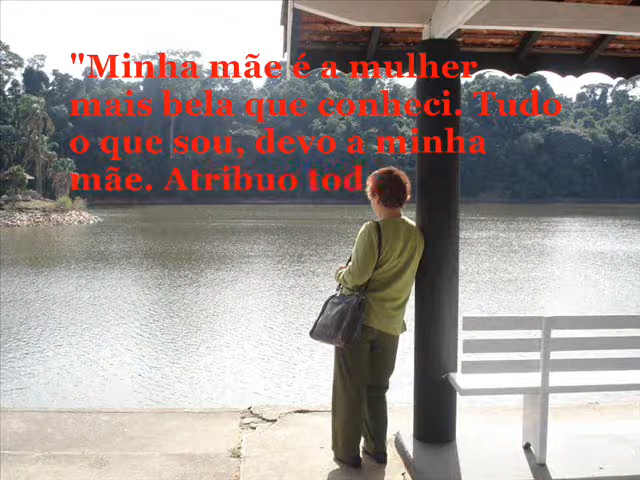 "Minha mãe é a mulher
mais bela que conheci. Tudo
o que sou, devo a minha
mãe. Atribuo tod